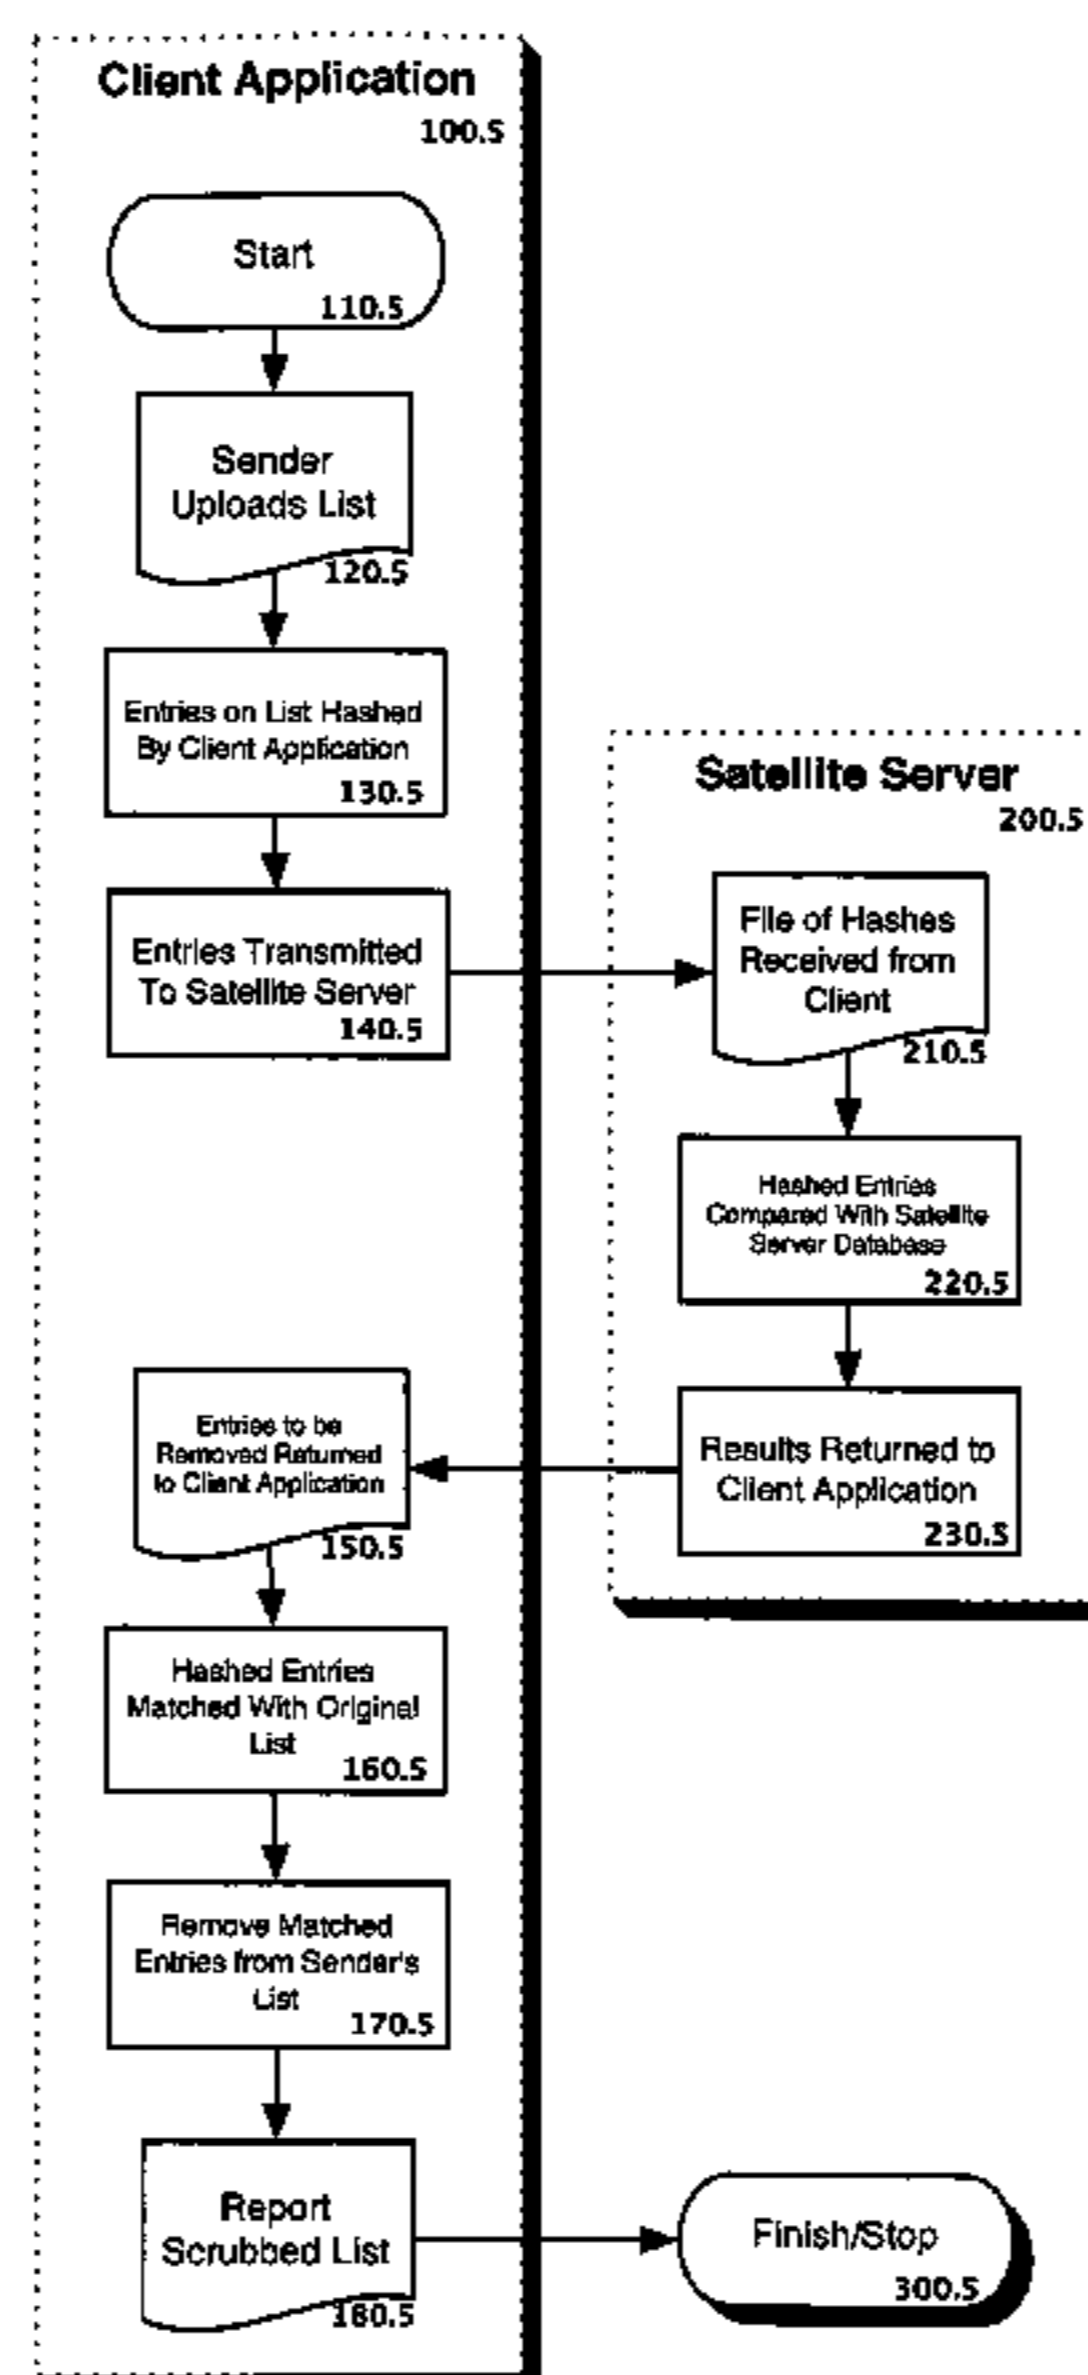 Client Application
100.5
Start
110.5
Sender
Uploads List
120.5
Entries on List Hashed
By Client Application
130.5
Entries Transmitted
To Satellite Server
140.5
Satellite Server
200.5
File of Hashes
Received from
Client
210.5
Hashed Entries
Compared With Satellite
Server Database
220.5
Results Returned to
Client Application
230.5
Entries to be
Removed Returned
to Client Application
150.5
Hashed Entries
Matched With Original
List
160.5
Remove Matched
Entries from Sender's
List
170.5
Report
Scrubbed List
180.5
Finish/Stop
300.5